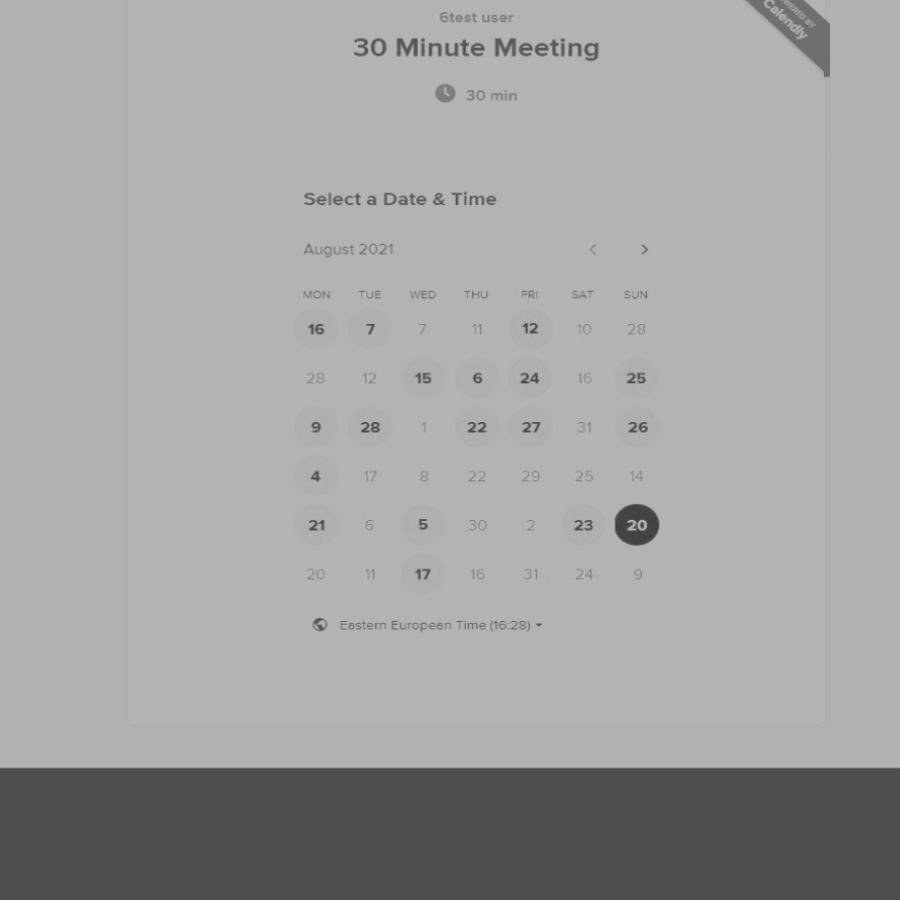 6test user
30 Minute Meeting
30 min
POWERED BY
Calendly
Select a Date & Time
August 2021
MON TUE WED THU FRI SAT SUN
16 7 7 11 12 10 28
28 12 15 6 24 16 25
9 28 1 22 27 31 26
4 17 8 22 29 25 14
21 6 5 30 2 23 20
20 11 17 16 31 24 9
Eastern European Time (16:28)